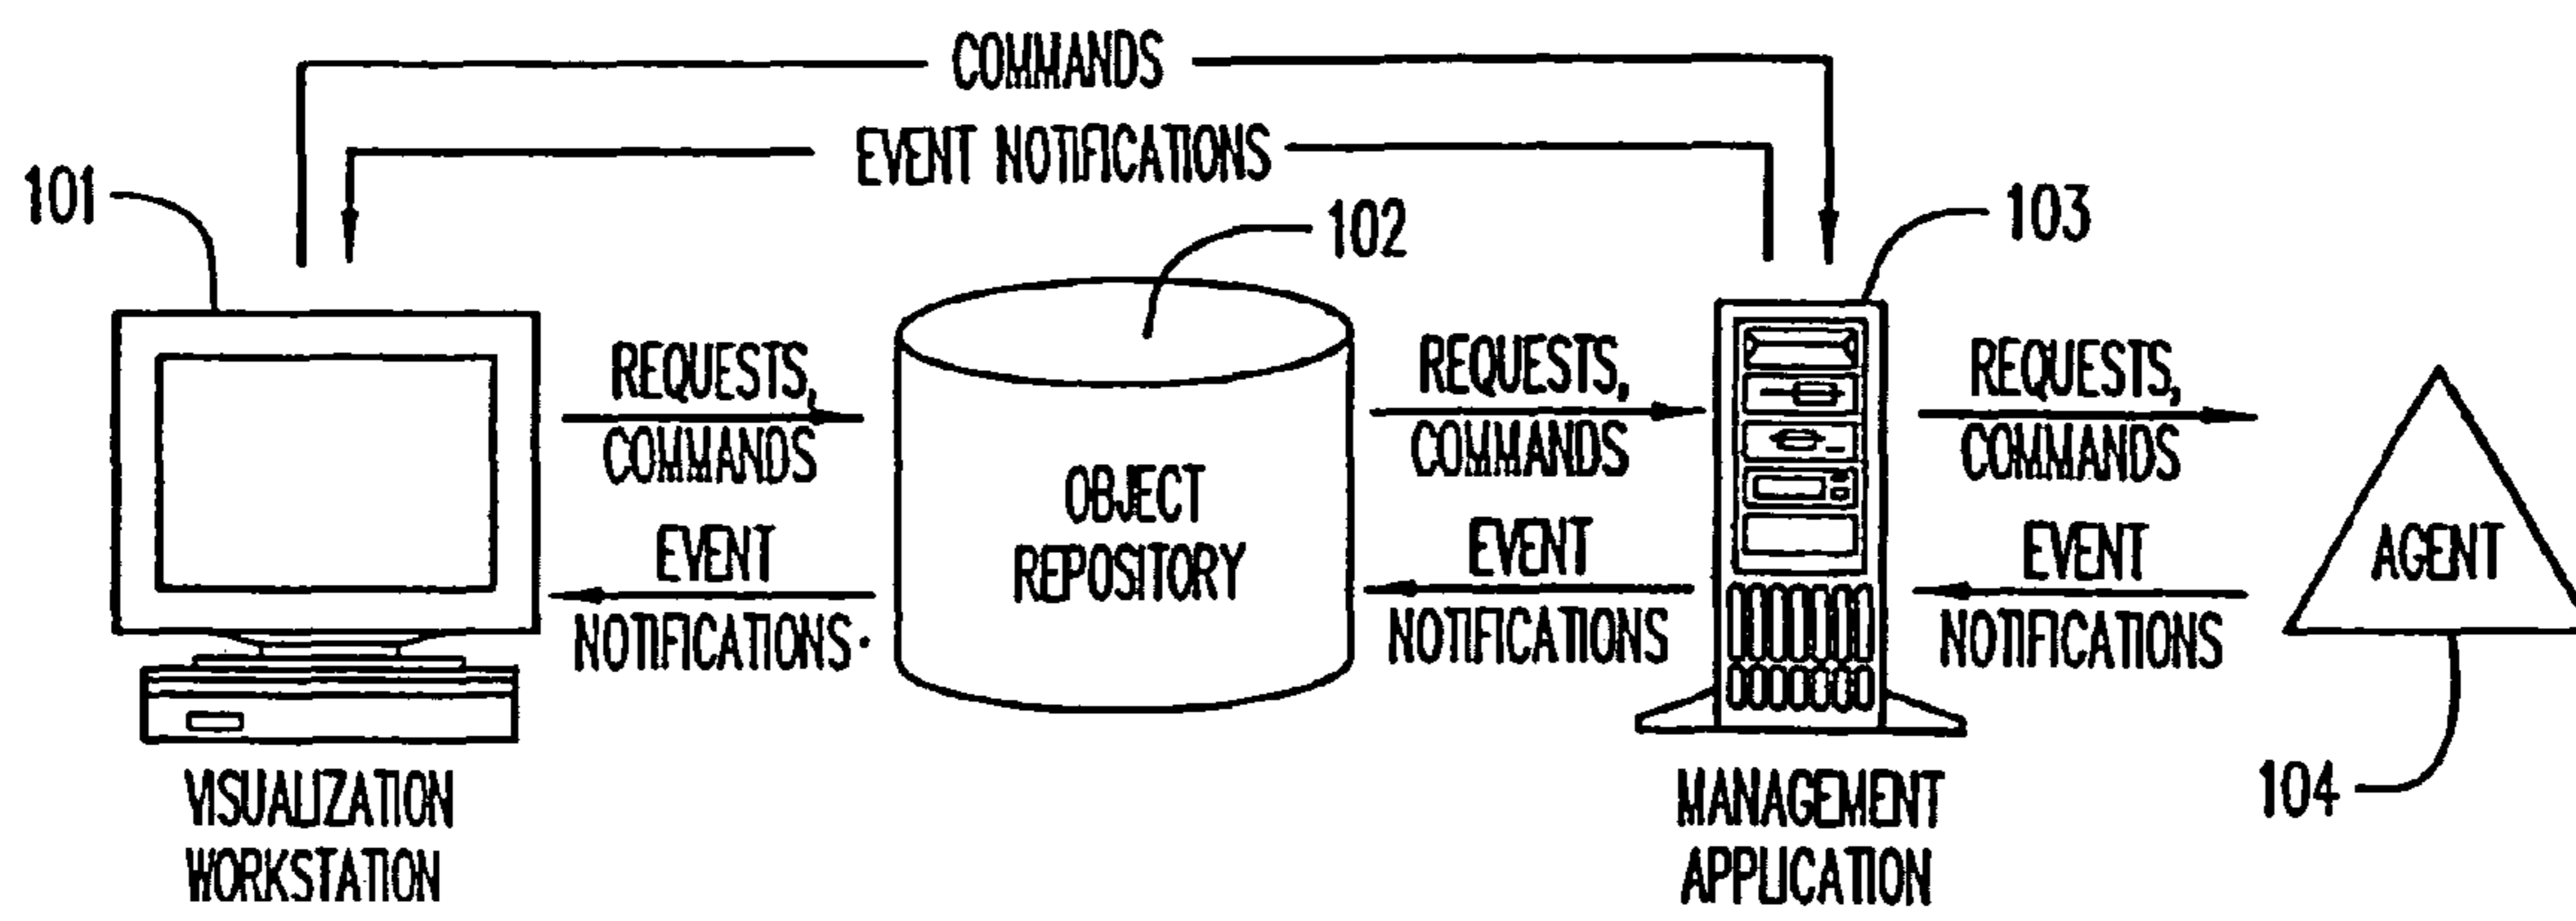 COMMANDS
EVENT NOTIFICATIONS
101
102
103
REQUESTS,
COMMANDS
EVENT
NOTIFICATIONS.
OBJECT
REPOSITORY
REQUESTS,
COMMANDS
EVENT
NOTIFICATIONS
REQUESTS,
COMMANDS
EVENT
NOTIFICATIONS
AGENT
104
VISUALIZATION
WORKSTATION
MANAGEMENT
APPLICATION